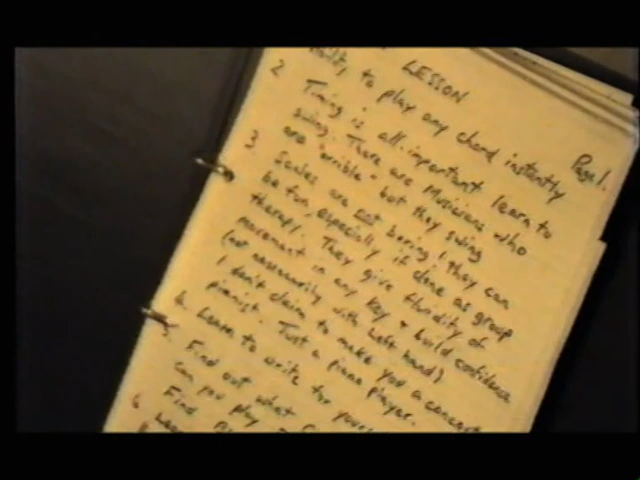 LESSON
Page 1.
to play any chord instantly
2 Timing is all-important learn to
swing. There are Musicians who
are terrible - but they swing
3 Scales are not boring, they can
be fun, especially if done as group
therapy. They give fluidity of
movement in any key & build confidence
(not necessarily with left hand)
I don't claim to make you a concert
pianist. Just a piano player.
4. Learn to write for
5. Find out what
can you play
6 Find